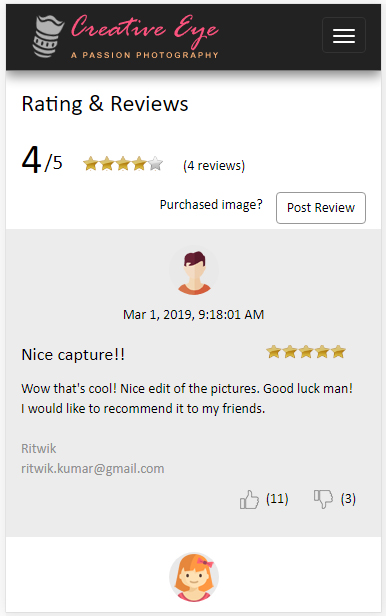 Creative Eye
A PASSION PHOTOGRAPHY
Rating & Reviews
4/5 (4 reviews)
Purchased image? Post Review
Mar 1, 2019, 9:18:01 AM
Nice capture!!
Wow that's cool! Nice edit of the pictures. Good luck man!
I would like to recommend it to my friends.
Ritwik
ritwik.kumar@gmail.com
(11) (3)